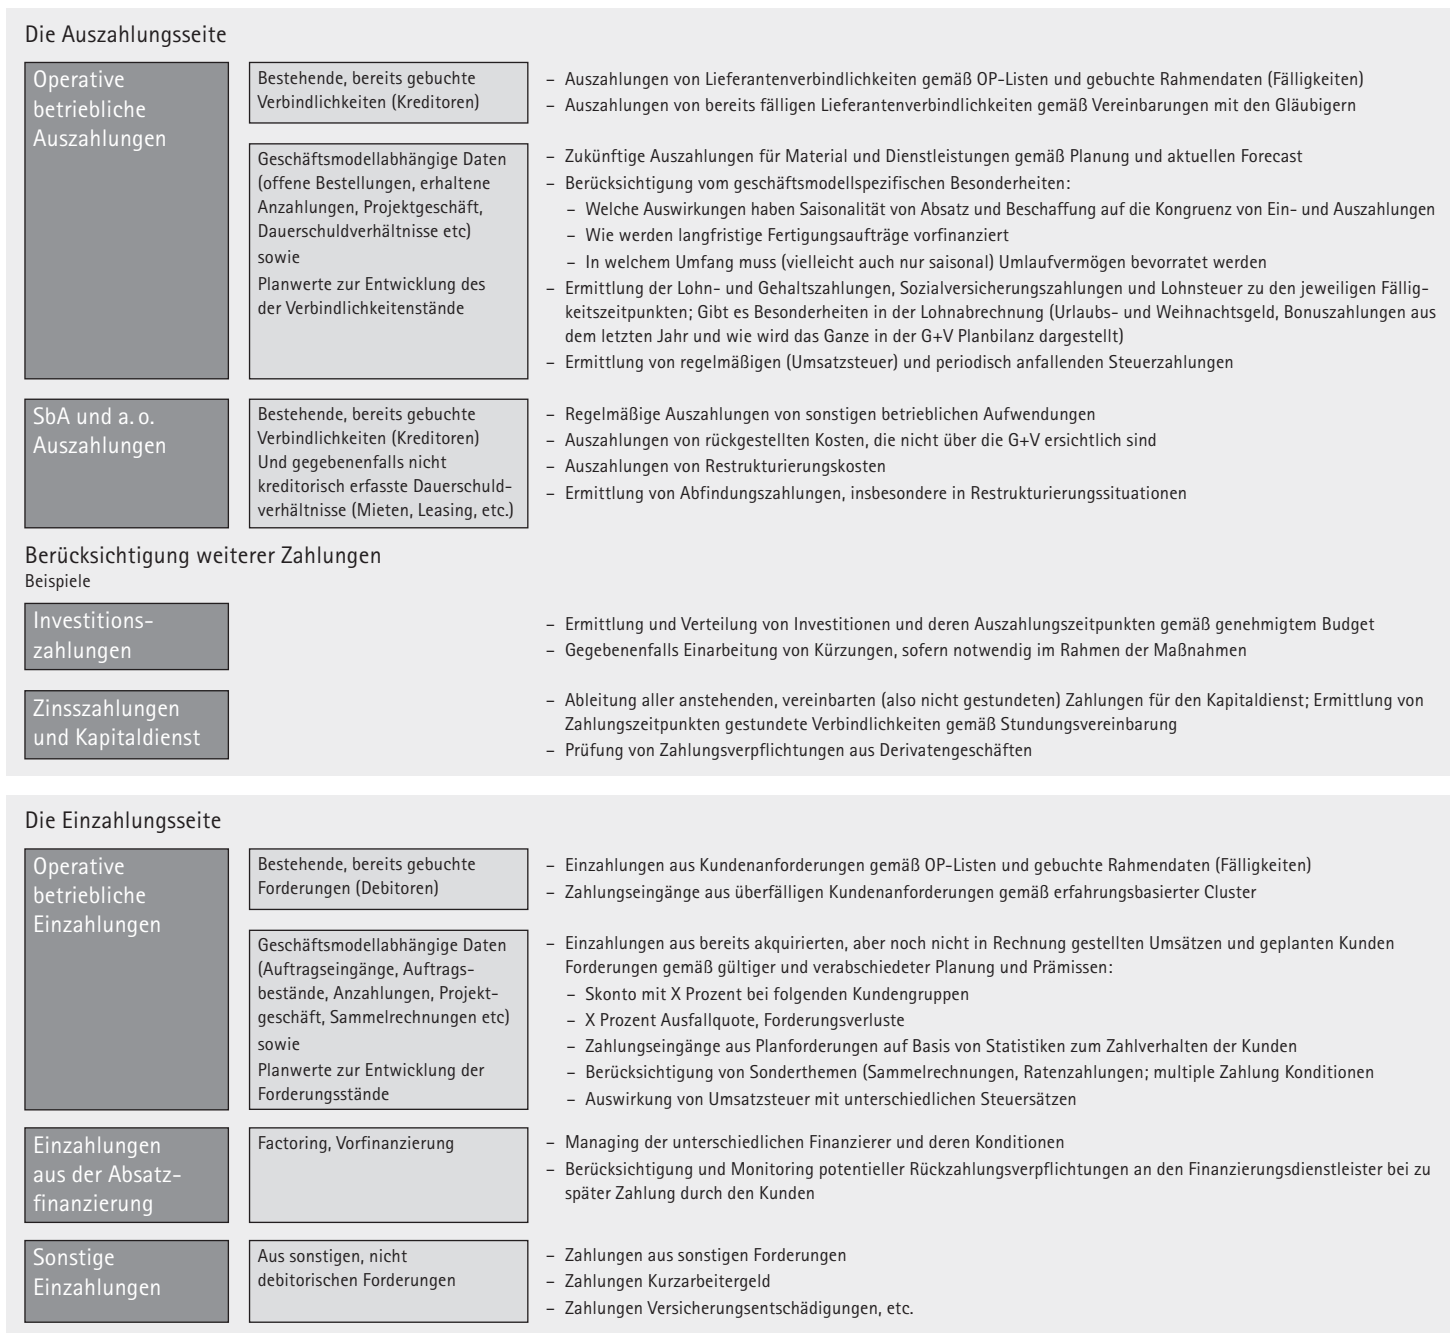 Die Auszahlungsseite
Operative
betriebliche
Auszahlungen
Bestehende, bereits gebuchte
Verbindlichkeiten (Kreditoren)
– Auszahlungen von Lieferantenverbindlichkeiten gemäß OP-Listen und gebuchte Rahmendaten (Fälligkeiten)
– Auszahlungen von bereits fälligen Lieferantenverbindlichkeiten gemäß Vereinbarungen mit den Gläubigern
Geschäftsmodellabhängige Daten
(offene Bestellungen, erhaltene
Anzahlungen, Projektgeschäft,
Dauerschuldverhältnisse etc)
sowie
Planwerte zur Entwicklung des
der Verbindlichkeitenstände
– Zukünftige Auszahlungen für Material und Dienstleistungen gemäß Planung und aktuellen Forecast
– Berücksichtigung vom geschäftsmodellspezifischen Besonderheiten:
– Welche Auswirkungen haben Saisonalität von Absatz und Beschaffung auf die Kongruenz von Ein- und Auszahlungen
– Wie werden langfristige Fertigungsaufträge vorfinanziert
– In welchem Umfang muss (vielleicht auch nur saisonal) Umlaufvermögen bevorratet werden
– Ermittlung der Lohn- und Gehaltszahlungen, Sozialversicherungszahlungen und Lohnsteuer zu den jeweiligen Fällig-
keitszeitpunkten; Gibt es Besonderheiten in der Lohnabrechnung (Urlaubs- und Weihnachtsgeld, Bonuszahlungen aus
dem letzten Jahr und wie wird das Ganze in der G+V Planbilanz dargestellt)
– Ermittlung von regelmäßigen (Umsatzsteuer) und periodisch anfallenden Steuerzahlungen
SbA und a. o.
Auszahlungen
Bestehende, bereits gebuchte
Verbindlichkeiten (Kreditoren)
Und gegebenenfalls nicht
kreditorisch erfasste Dauerschuld-
verhältnisse (Mieten, Leasing, etc.)
– Regelmäßige Auszahlungen von sonstigen betrieblichen Aufwendungen
– Auszahlungen von rückgestellten Kosten, die nicht über die G+V ersichtlich sind
– Auszahlungen von Restrukturierungskosten
– Ermittlung von Abfindungszahlungen, insbesondere in Restrukturierungssituationen
Berücksichtigung weiterer Zahlungen
Beispiele
Investitions-
zahlungen
– Ermittlung und Verteilung von Investitionen und deren Auszahlungszeitpunkten gemäß genehmigtem Budget
– Gegebenenfalls Einarbeitung von Kürzungen, sofern notwendig im Rahmen der Maßnahmen
Zinsszahlungen
und Kapitaldienst
– Ableitung aller anstehenden, vereinbarten (also nicht gestundeten) Zahlungen für den Kapitaldienst; Ermittlung von
Zahlungszeitpunkten gestundete Verbindlichkeiten gemäß Stundungsvereinbarung
– Prüfung von Zahlungsverpflichtungen aus Derivatengeschäften
Die Einzahlungsseite
Operative
betriebliche
Einzahlungen
Bestehende, bereits gebuchte
Forderungen (Debitoren)
– Einzahlungen aus Kundenanforderungen gemäß OP-Listen und gebuchte Rahmendaten (Fälligkeiten)
– Zahlungseingänge aus überfälligen Kundenanforderungen gemäß erfahrungsbasierter Cluster
Geschäftsmodellabhängige Daten
(Auftragseingänge, Auftrags-
bestände, Anzahlungen, Projekt-
geschäft, Sammelrechnungen etc)
sowie
Planwerte zur Entwicklung der
Forderungsstände
– Einzahlungen aus bereits akquirierten, aber noch nicht in Rechnung gestellten Umsätzen und geplanten Kunden
Forderungen gemäß gültiger und verabschiedeter Planung und Prämissen:
– Skonto mit X Prozent bei folgenden Kundengruppen
– X Prozent Ausfallquote, Forderungsverluste
– Zahlungseingänge aus Planforderungen auf Basis von Statistiken zum Zahlverhalten der Kunden
– Berücksichtigung von Sonderthemen (Sammelrechnungen, Ratenzahlungen; multiple Zahlung Konditionen
– Auswirkung von Umsatzsteuer mit unterschiedlichen Steuersätzen
Einzahlungen
aus der Absatz-
finanzierung
Factoring, Vorfinanzierung
– Managing der unterschiedlichen Finanzierer und deren Konditionen
– Berücksichtigung und Monitoring potentieller Rückzahlungsverpflichtungen an den Finanzierungsdienstleister bei zu
später Zahlung durch den Kunden
Sonstige
Einzahlungen
Aus sonstigen, nicht
debitorischen Forderungen
– Zahlungen aus sonstigen Forderungen
– Zahlungen Kurzarbeitergeld
– Zahlungen Versicherungsentschädigungen, etc.